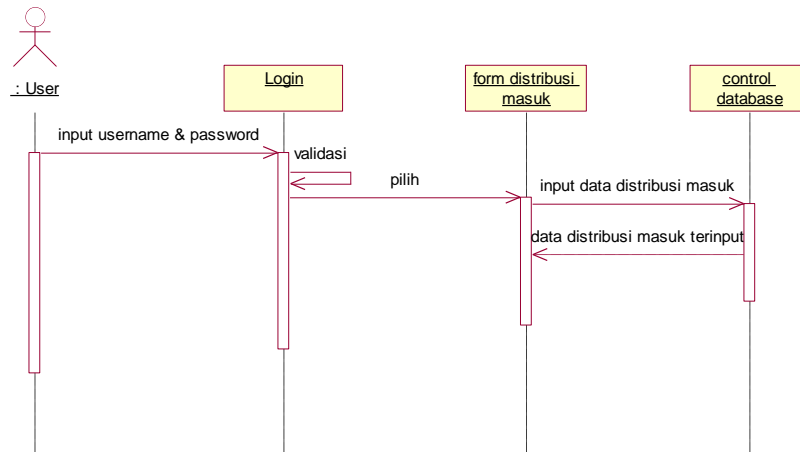 : User
Login
form distribusi
masuk
control
database
input username & password
validasi
pilih
input data distribusi masuk
data distribusi masuk terinput